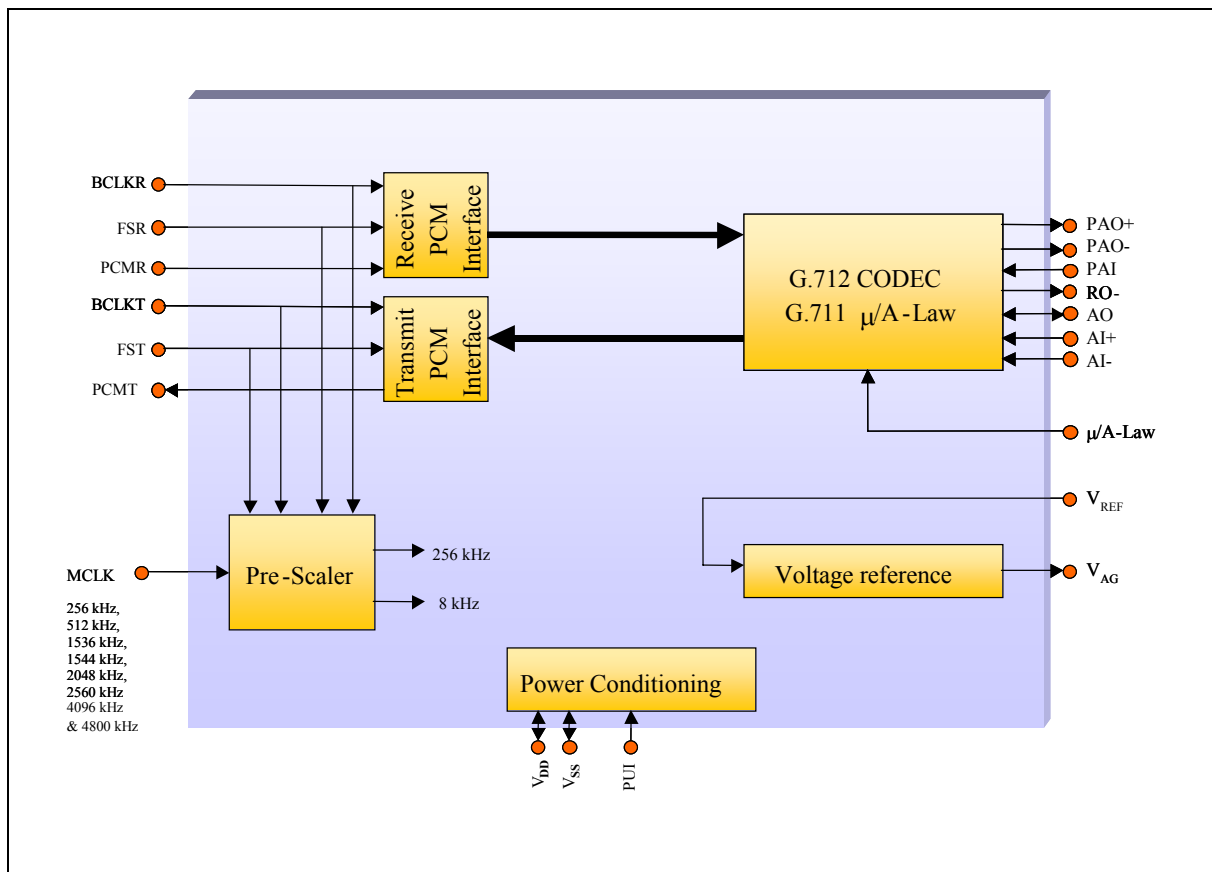 BCLKR
FSR
PCMR
BCLKT
FST
PCMT
Receive
PCM
Interface
Transmit
PCM
Interface
G.712 CODEC
G.711 μ/A-Law
PAO+
PAO-
PAI
RO-
AO
AI+
AI-
μ/A-Law
VREF
Voltage reference
VAG
MCLK
256 kHz,
512 kHz,
1536 kHz,
1544 kHz,
2048 kHz,
2560 kHz
4096 kHz
& 4800 kHz
Pre-Scaler
256 kHz
8 kHz
Power Conditioning
VDD
VSS
PUI